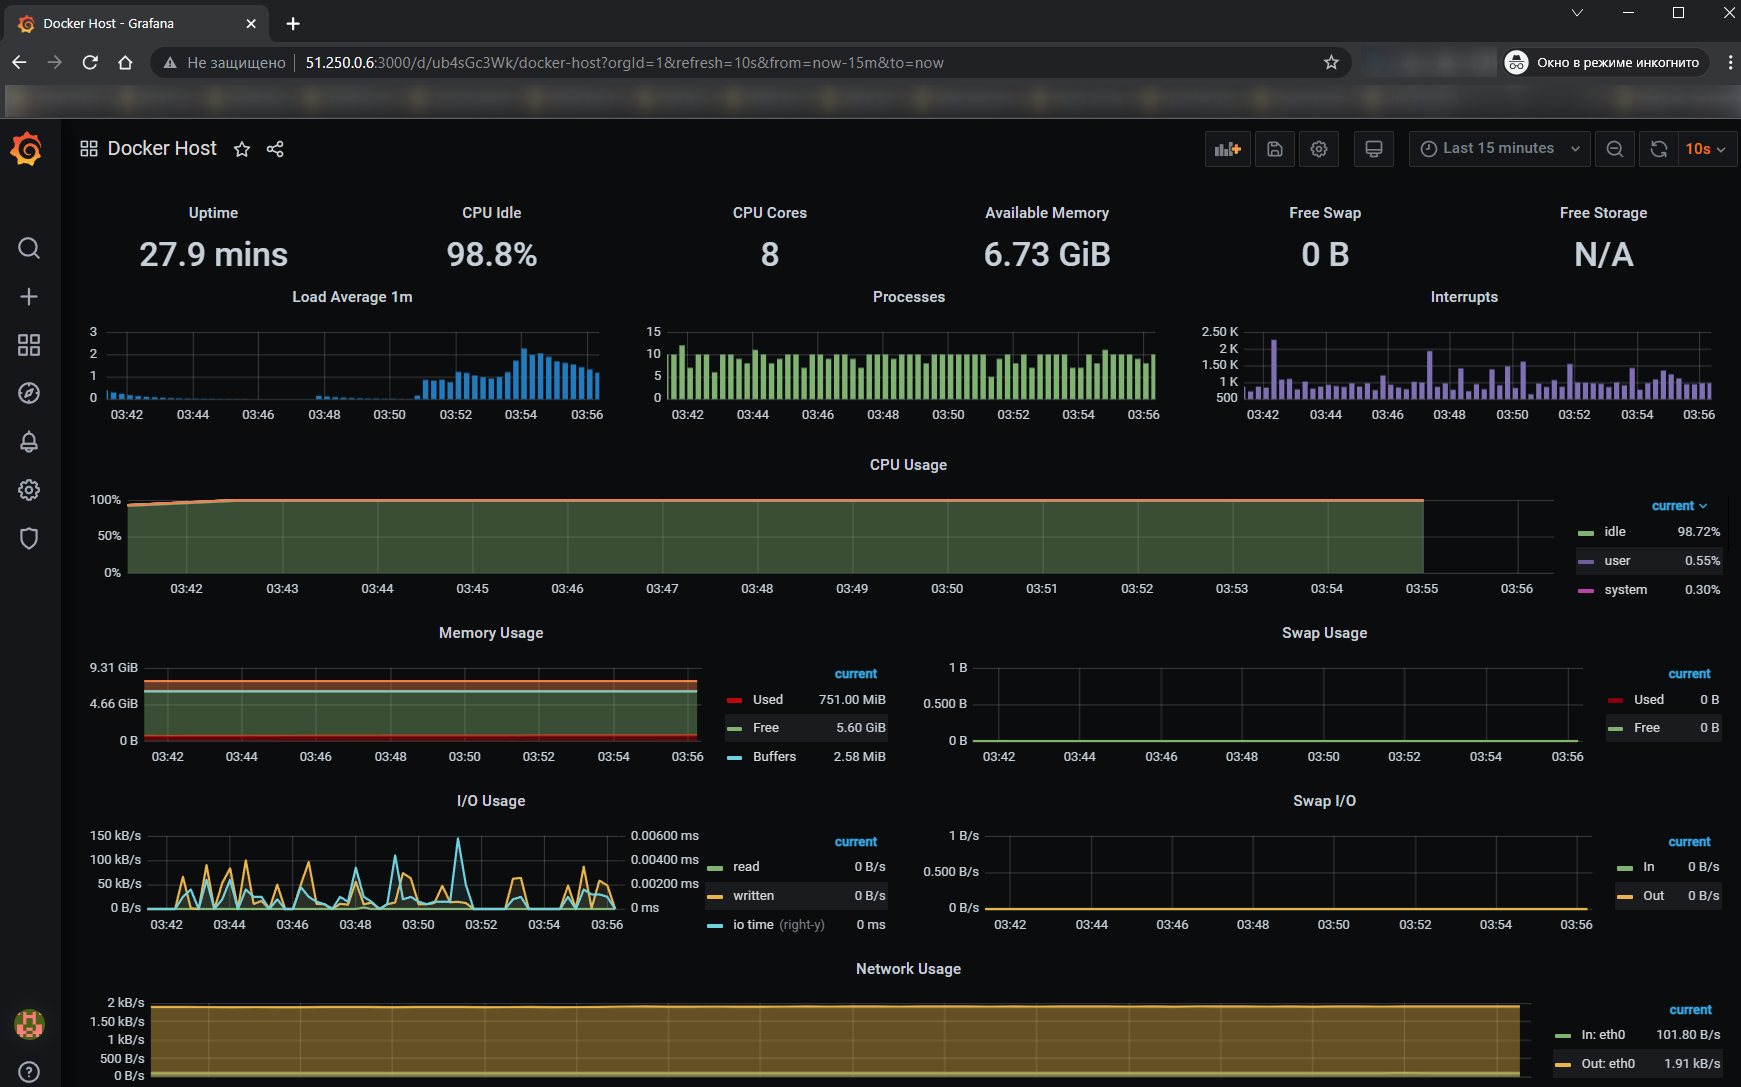 Docker Host - Grafana
Не защищено 51.250.0.6:3000/d/ub4sGc3Wk/docker-host?orgId=1&refresh=10s&from=now-15m&to=now Окно в режиме инкогнито
Docker Host Last 15 minutes 10s
Uptime CPU Idle CPU Cores Available Memory Free Swap Free Storage
27.9 mins 98.8% 8 6.73 GiB 0 B N/A
Load Average 1m
3
2
1
0
03:42 03:44 03:46 03:48 03:50 03:52 03:54 03:56
Processes
15
10
5
0
03:42 03:44 03:46 03:48 03:50 03:52 03:54 03:56
Interrupts
2.50 K
2 K
1.50 K
1 K
500
03:42 03:44 03:46 03:48 03:50 03:52 03:54 03:56
CPU Usage
100%
50%
0%
03:42 03:43 03:44 03:45 03:46 03:47 03:48 03:49 03:50 03:51 03:52 03:53 03:54 03:55 03:56
current
idle 98.72%
user 0.55%
system 0.30%
Memory Usage
9.31 GiB
4.66 GiB
0 B
03:42 03:44 03:46 03:48 03:50 03:52 03:54 03:56
current
Used 751.00 MiB
Free 5.60 GiB
Buffers 2.58 MiB
Swap Usage
1 B
0.500 B
0 B
03:42 03:44 03:46 03:48 03:50 03:52 03:54 03:56
current
Used 0 B
Free 0 B
I/O Usage
150 kB/s 0.00600 ms
100 kB/s 0.00400 ms
50 kB/s 0.00200 ms
0 B/s 0 ms
03:42 03:44 03:46 03:48 03:50 03:52 03:54 03:56
current
read 0 B/s
written 0 B/s
io time (right-y) 0 ms
Swap I/O
1 B/s
0.500 B/s
0 B/s
03:42 03:44 03:46 03:48 03:50 03:52 03:54 03:56
current
In 0 B/s
Out 0 B/s
Network Usage
2 kB/s
1.50 kB/s
1 kB/s
500 B/s
0 B/s
current
In: eth0 101.80 B/s
Out: eth0 1.91 kB/s